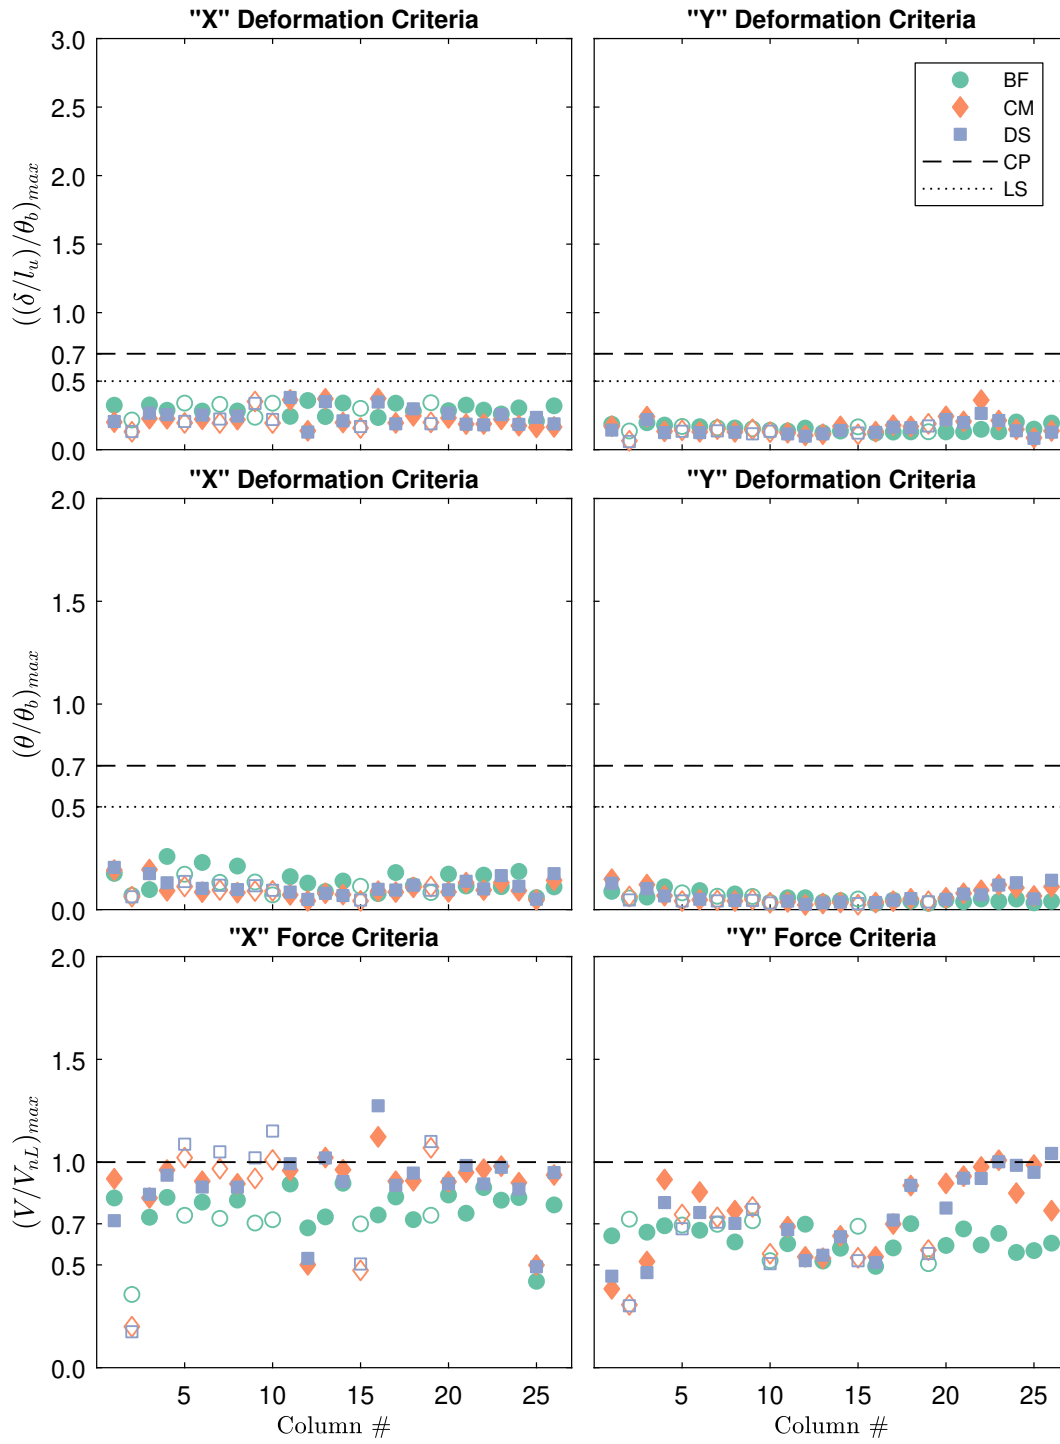 "X" Deformation Criteria
"Y" Deformation Criteria
3.0
2.5
2.0
1.5
1.0
0.7
0.5
0.0
((δ/l_u)/θ_b)_max
BF
CM
DS
CP
LS
"X" Deformation Criteria
"Y" Deformation Criteria
2.0
1.5
1.0
0.7
0.5
0.0
(θ/θ_b)_max
"X" Force Criteria
"Y" Force Criteria
2.0
1.5
1.0
0.7
0.5
0.0
(V/V_nL)_max
5 10 15 20 25
5 10 15 20 25
Column #
Column #